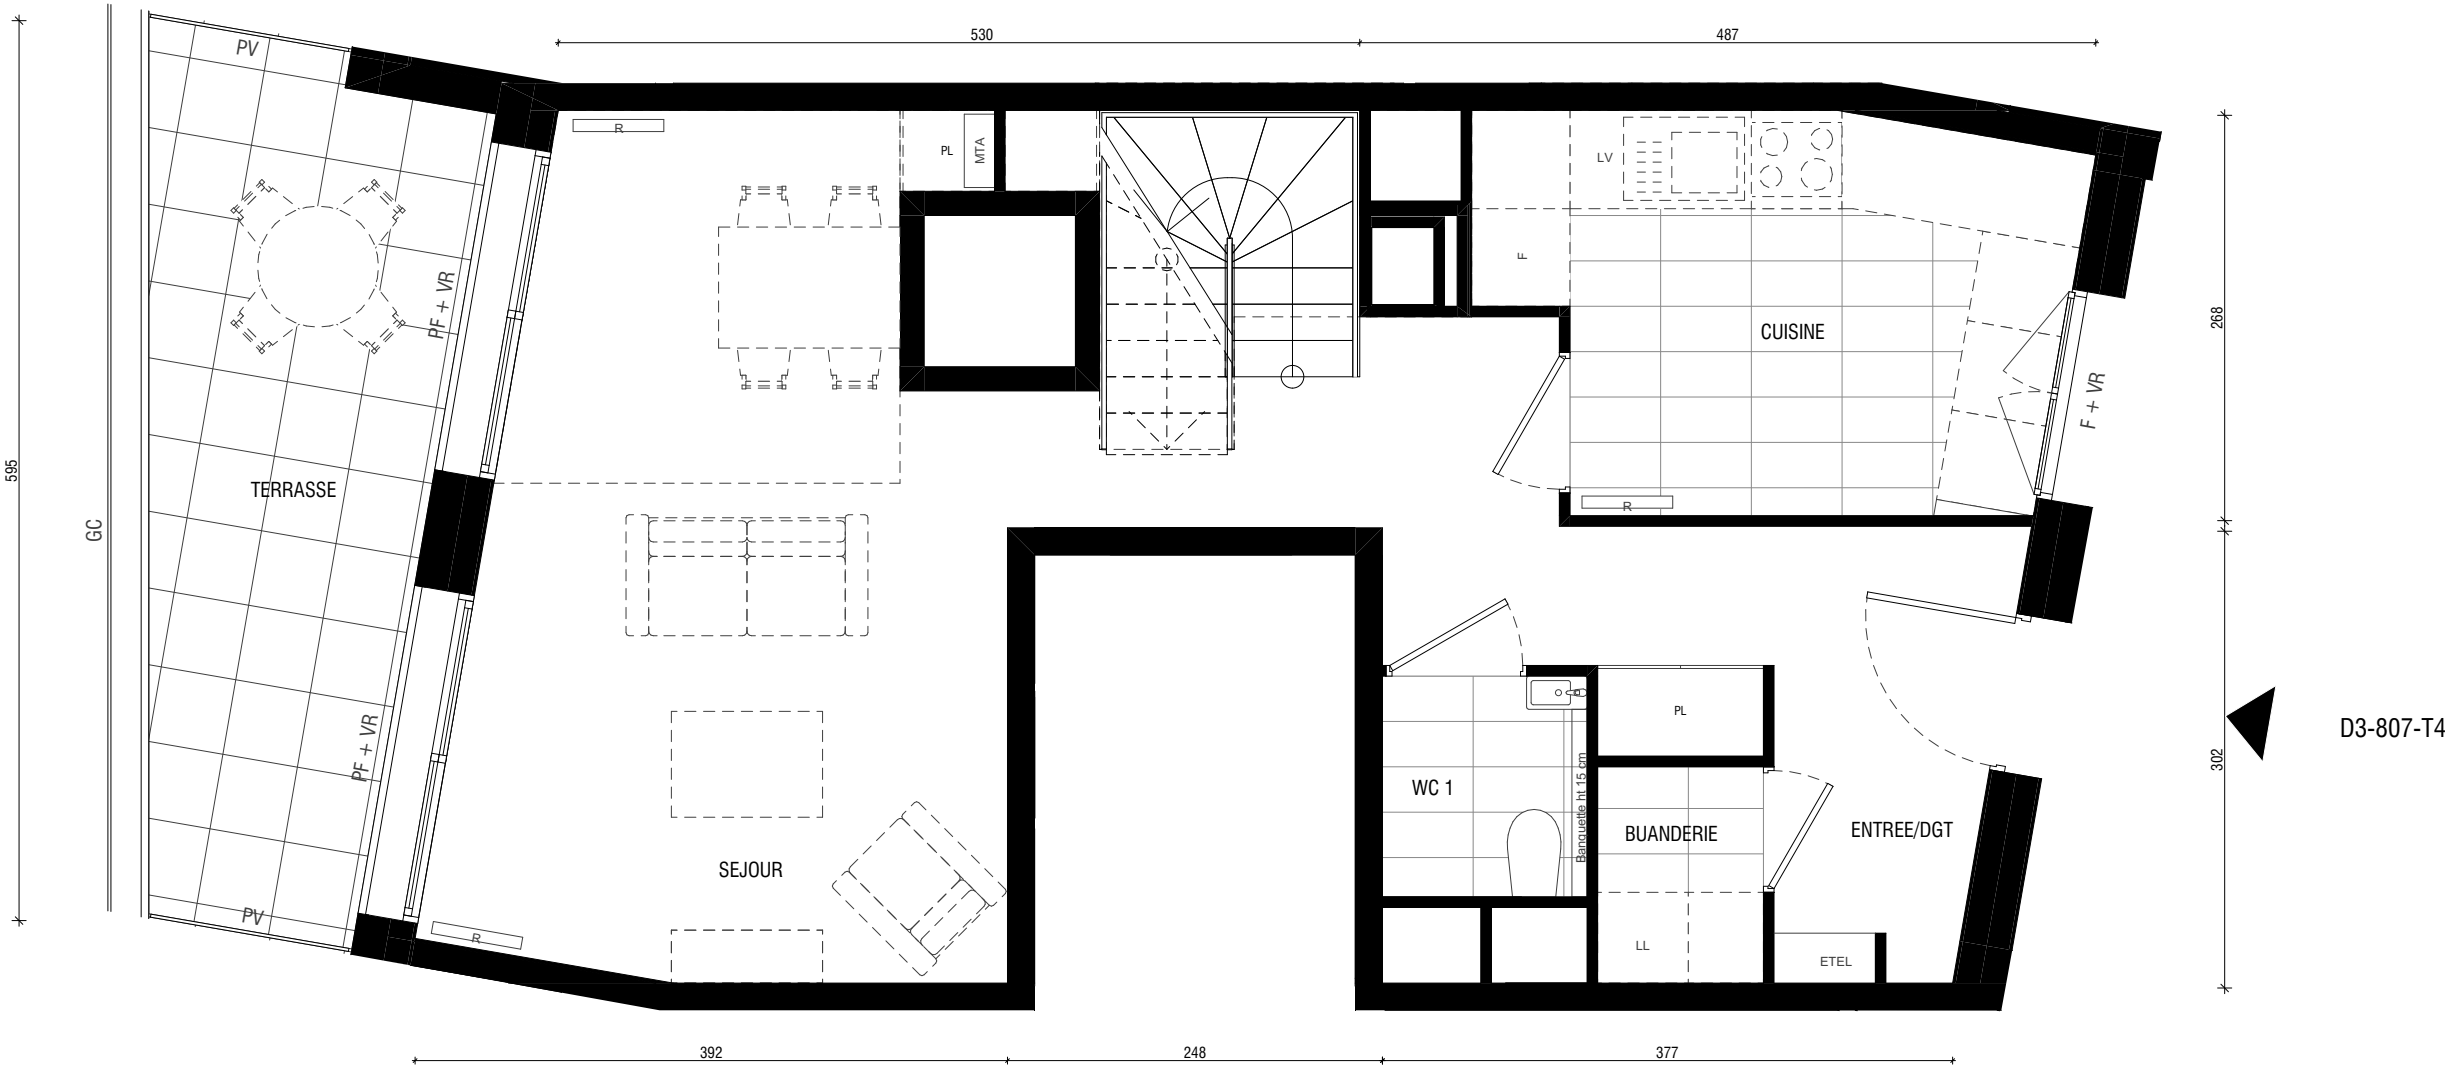 530
487
PV
R
PL
MTA
LV
F
268
CUISINE
PF + VR
F + VR
595
TERRASSE
GC
R
PL
D3-807-T4
302
PF + VR
WC 1
Banquette ht 15 cm
BUANDERIE
ENTREE/DGT
SEJOUR
PV
R
LL
ETEL
392
248
377